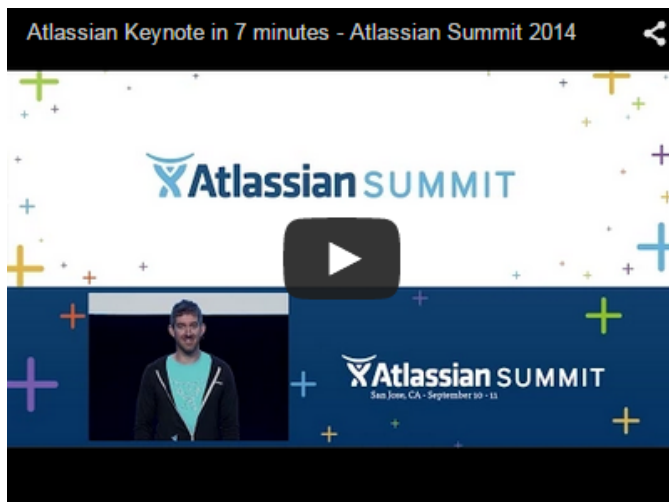 Atlassian Keynote in 7 minutes - Atlassian Summit 2014
Atlassian SUMMIT
Atlassian SUMMIT
San Jose, CA - September 10 - 11